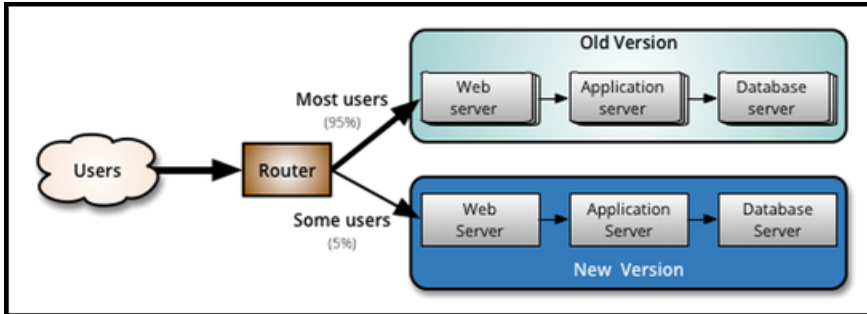 Old Version
Web
server
Application
server
Database
server
Most users
(95%)
Users
Router
Some users
(5%)
Web
Server
Application
Server
Database
Server
New Version